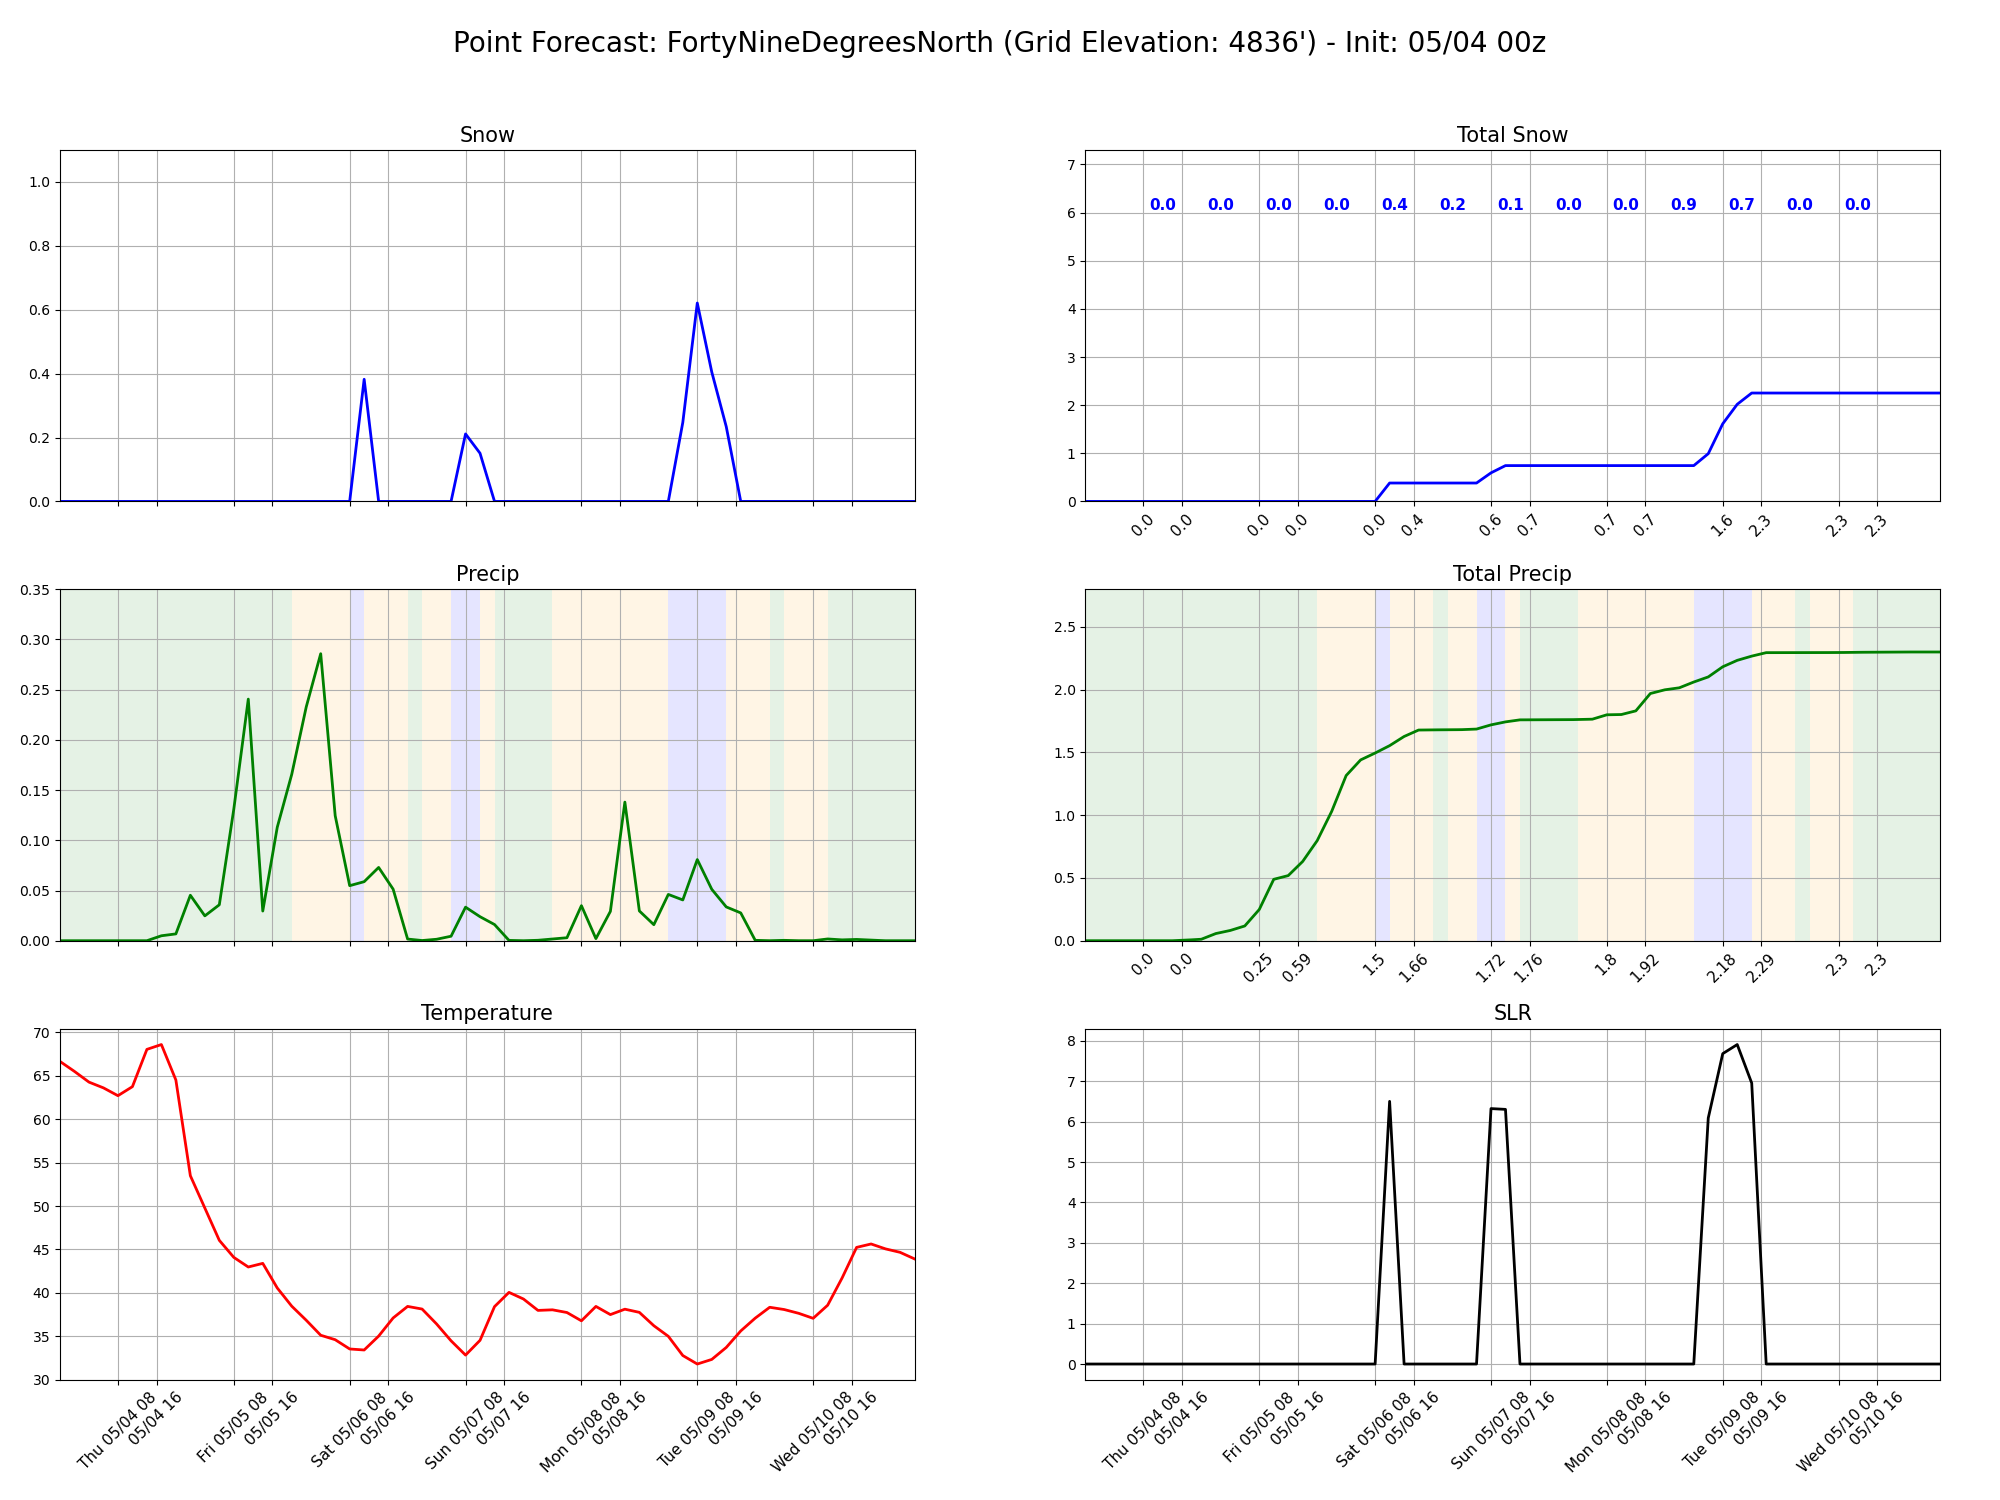 Point Forecast: FortyNineDegreesNorth (Grid Elevation: 4836') - Init: 05/04 00z
Snow
1.0
0.8
0.6
0.4
0.2
0.0
Total Snow
7
6
5
4
3
2
1
0
0.0 0.0 0.0 0.0 0.4 0.2 0.1 0.0 0.0 0.9 0.7 0.0 0.0
0.0 0.0 0.0 0.0 0.0 0.4 0.6 0.7 0.7 0.7 1.6 2.3 2.3 2.3
Precip
0.35
0.30
0.25
0.20
0.15
0.10
0.05
0.00
Total Precip
2.5
2.0
1.5
1.0
0.5
0.0
0.0 0.0 0.25 0.59 1.5 1.66 1.72 1.76 1.8 1.92 2.18 2.29 2.3 2.3
Temperature
70
65
60
55
50
45
40
35
30
Thu 05/04 08
05/04 16
Fri 05/05 08
05/05 16
Sat 05/06 08
05/06 16
Sun 05/07 08
05/07 16
Mon 05/08 08
05/08 16
Tue 05/09 08
05/09 16
Wed 05/10 08
05/10 16
SLR
8
7
6
5
4
3
2
1
0
Thu 05/04 08
05/04 16
Fri 05/05 08
05/05 16
Sat 05/06 08
05/06 16
Sun 05/07 08
05/07 16
Mon 05/08 08
05/08 16
Tue 05/09 08
05/09 16
Wed 05/10 08
05/10 16